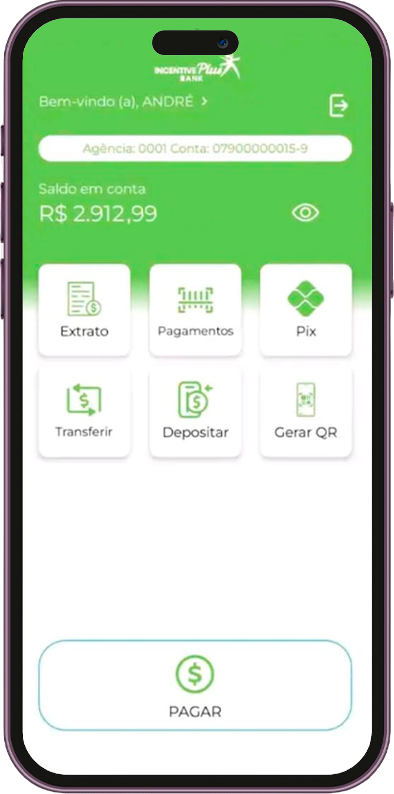 INCENTIVE Plus
BANK
Bem-vindo (a), ANDRÉ >
Agência: 0001 Conta: 07900000015-9
Saldo em conta
R$ 2.912,99
Extrato
Pagamentos
Pix
Transferir
Depositar
Gerar QR
PAGAR